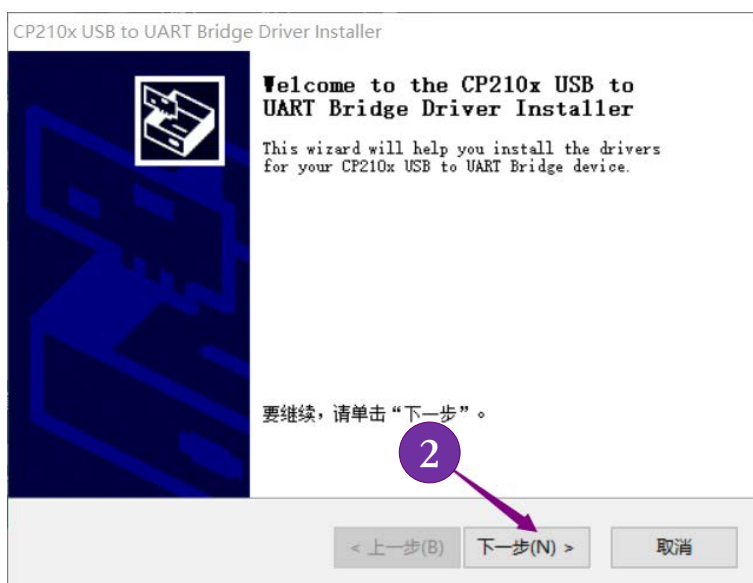 CP210x USB to UART Bridge Driver Installer
Welcome to the CP210x USB to
UART Bridge Driver Installer
This wizard will help you install the drivers
for your CP210x USB to UART Bridge device.
要继续，请单击“下一步”。
2
< 上一步(B) 下一步(N) > 取消